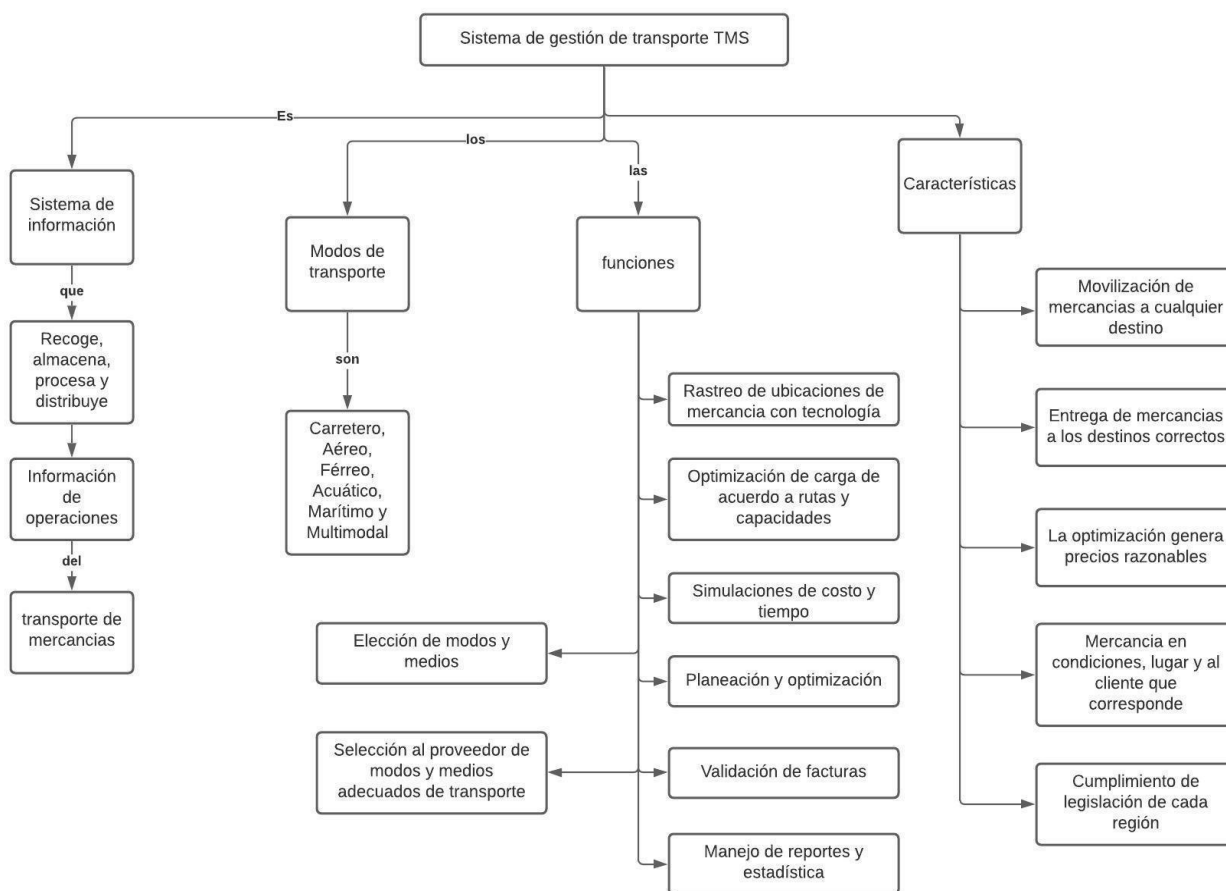 Sistema de gestión de transporte TMS
Es
los
las
Sistema de
información
que
Recoge,
almacena,
procesa y
distribuye
Información
de
operaciones
del
transporte de
mercancias
Modos de
transporte
son
Carretero,
Aéreo,
Férreo,
Acuático,
Marítimo y
Multimodal
funciones
Rastreo de ubicaciones de
mercancia con tecnología
Optimización de carga de
acuerdo a rutas y
capacidades
Simulaciones de costo y
tiempo
Elección de modos y
medios
Planeación y optimización
Selección al proveedor de
modos y medios
adecuados de transporte
Validación de facturas
Manejo de reportes y
estadística
Características
Movilización de
mercancias a cualquier
destino
Entrega de mercancias
a los destinos correctos
La optimización genera
precios razonables
Mercancia en
condiciones, lugar y al
cliente que
corresponde
Cumplimiento de
legislación de cada
región